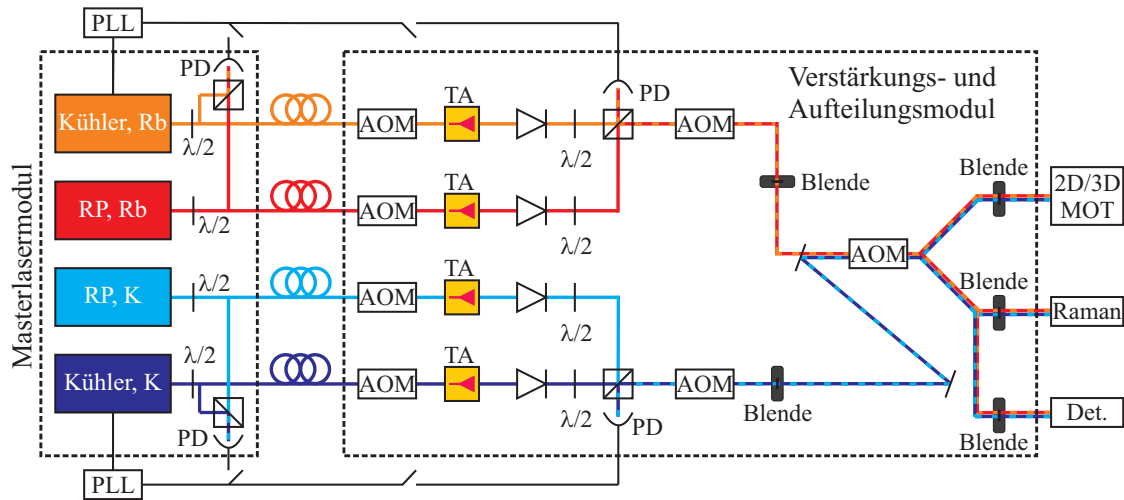 PLL
PD
Kühler, Rb
λ/2
AOM
TA
λ/2
PD
AOM
Verstärkungs- und
Aufteilungsmodul
Masterlasermodul
RP, Rb
λ/2
AOM
TA
λ/2
Blende
Blende
2D/3D
MOT
RP, K
λ/2
AOM
TA
λ/2
AOM
Blende
Raman
Kühler, K
λ/2
AOM
TA
λ/2
AOM
Blende
PD
PD
Blende
Det.
PLL